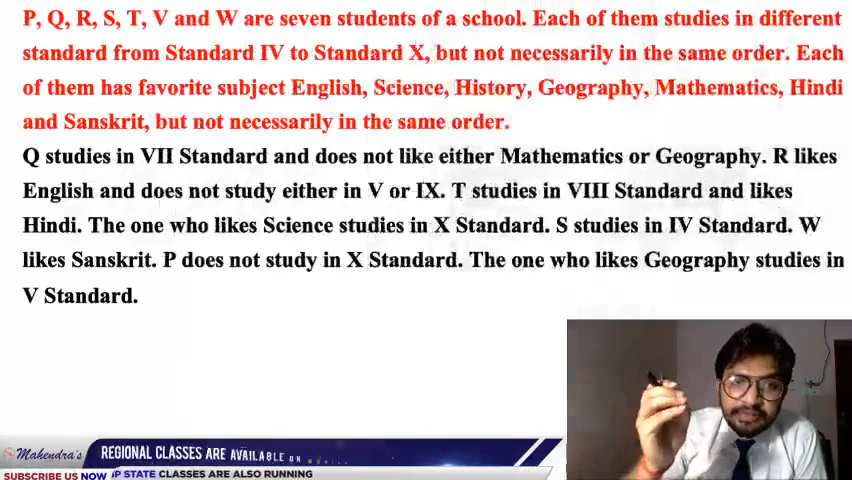 P, Q, R, S, T, V and W are seven students of a school. Each of them studies in different
standard from Standard IV to Standard X, but not necessarily in the same order. Each
of them has favorite subject English, Science, History, Geography, Mathematics, Hindi
and Sanskrit, but not necessarily in the same order.
Q studies in VII Standard and does not like either Mathematics or Geography. R likes
English and does not study either in V or IX. T studies in VIII Standard and likes
Hindi. The one who likes Science studies in X Standard. S studies in IV Standard. W
likes Sanskrit. P does not study in X Standard. The one who likes Geography studies in
V Standard.
Mahendra's
REGIONAL CLASSES ARE AVAILABLE ON
SUBSCRIBE US NOW
STATE CLASSES ARE ALSO RUNNING